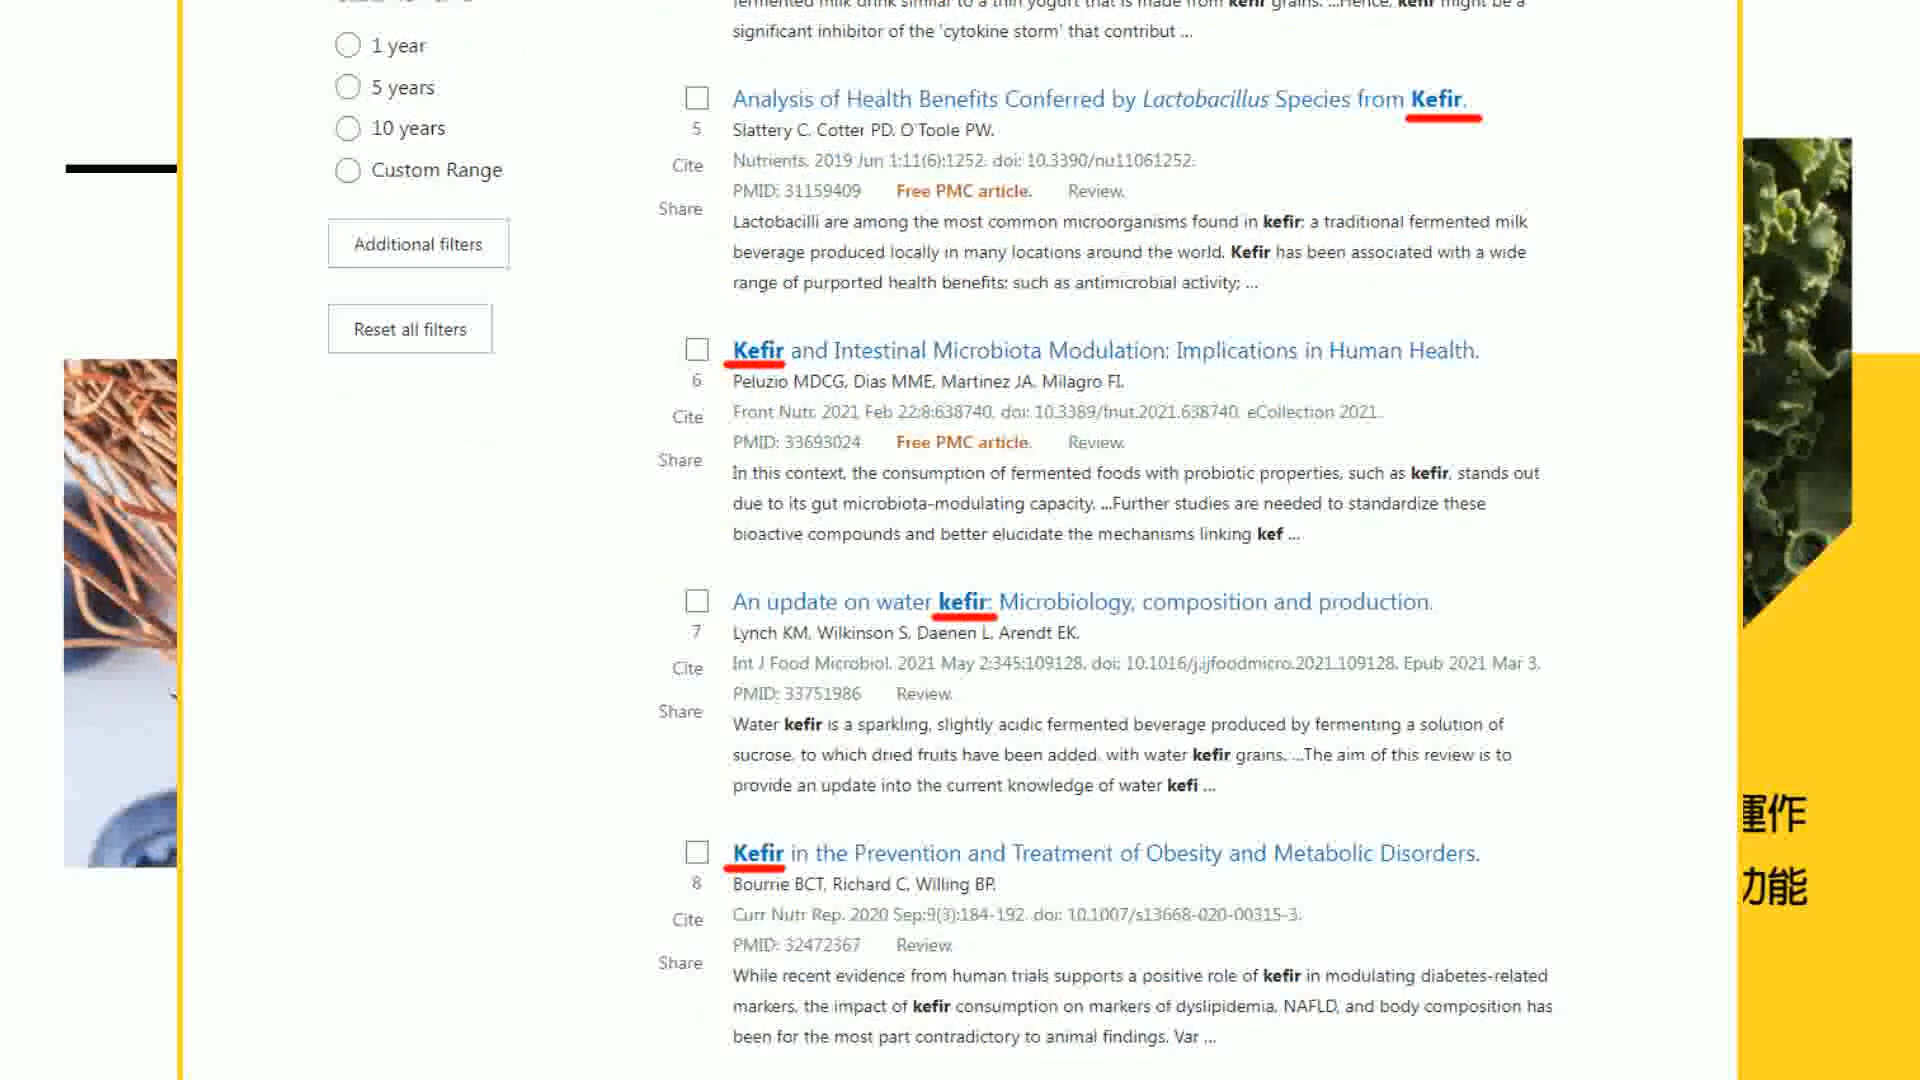 significant inhibitor of the 'cytokine storm' that contribut ...
1 year
5 years
10 years
Custom Range
Additional filters
Reset all filters
Analysis of Health Benefits Conferred by Lactobacillus Species from Kefir.
5
Slattery C, Cotter PD, O'Toole PW.
Cite
Nutrients. 2019 Jun 1;11(6):1252. doi: 10.3390/nu11061252.
PMID: 31159409 Free PMC article. Review.
Share
Lactobacilli are among the most common microorganisms found in kefir; a traditional fermented milk
beverage produced locally in many locations around the world. Kefir has been associated with a wide
range of purported health benefits; such as antimicrobial activity; ...
Kefir and Intestinal Microbiota Modulation: Implications in Human Health.
6
Peluzio MDCG, Dias MME, Martinez JA, Milagro FI.
Cite
Front Nutr. 2021 Feb 22;8:638740. doi: 10.3389/fnut.2021.638740. eCollection 2021.
PMID: 33693024 Free PMC article. Review.
Share
In this context, the consumption of fermented foods with probiotic properties, such as kefir, stands out
due to its gut microbiota-modulating capacity. ...Further studies are needed to standardize these
bioactive compounds and better elucidate the mechanisms linking kef ...
An update on water kefir: Microbiology, composition and production.
7
Lynch KM, Wilkinson S, Daenen L, Arendt EK.
Cite
Int J Food Microbiol. 2021 May 2;345:109128. doi: 10.1016/j.ijfoodmicro.2021.109128. Epub 2021 Mar 3.
PMID: 33751986 Review.
Share
Water kefir is a sparkling, slightly acidic fermented beverage produced by fermenting a solution of
sucrose, to which dried fruits have been added, with water kefir grains. ...The aim of this review is to
provide an update into the current knowledge of water kefi ...
Kefir in the Prevention and Treatment of Obesity and Metabolic Disorders.
8
Bourrie BCT, Richard C, Willing BP.
Cite
Curr Nutr Rep. 2020 Sep;9(3):184-192. doi: 10.1007/s13668-020-00315-3.
PMID: 32472367 Review.
Share
While recent evidence from human trials supports a positive role of kefir in modulating diabetes-related
markers, the impact of kefir consumption on markers of dyslipidemia, NAFLD, and body composition has
been for the most part contradictory to animal findings. Var ...
運作
功能